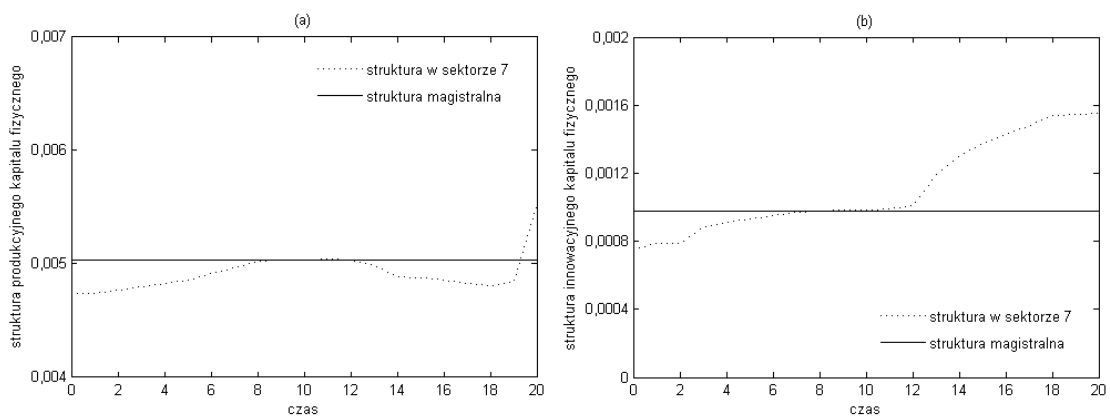 (a)
0,007
0,006
0,005
0,004
0 2 4 6 8 10 12 14 16 18 20
struktura produkcyjnego kapitału fizycznego
czas
struktura w sektorze 7
struktura magistralna
(b)
0,002
0,0016
0,0012
0,0008
0,0004
0
0 2 4 6 8 10 12 14 16 18 20
struktura innowacyjnego kapitału fizycznego
czas
struktura w sektorze 7
struktura magistralna